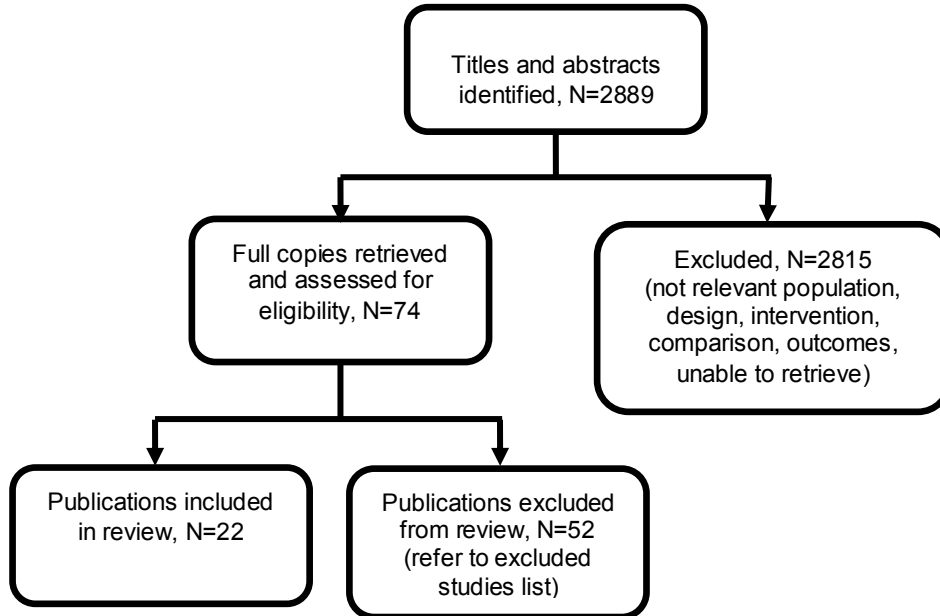 Titles and abstracts
identified, N=2889
Full copies retrieved
and assessed for
eligibility, N=74
Excluded, N=2815
(not relevant population,
design, intervention,
comparison, outcomes,
unable to retrieve)
Publications included
in review, N=22
Publications excluded
from review, N=52
(refer to excluded
studies list)